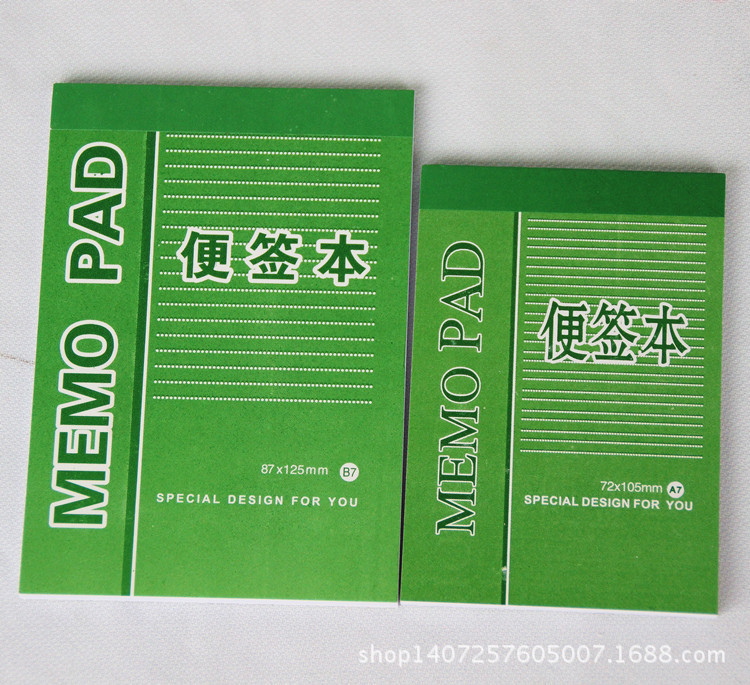 MEMO PAD
便签本
87x125mm B7
SPECIAL DESIGN FOR YOU
MEMO PAD
便签本
72x105mm A7
SPECIAL DESIGN FOR YOU
shop1407257605007.1688.com